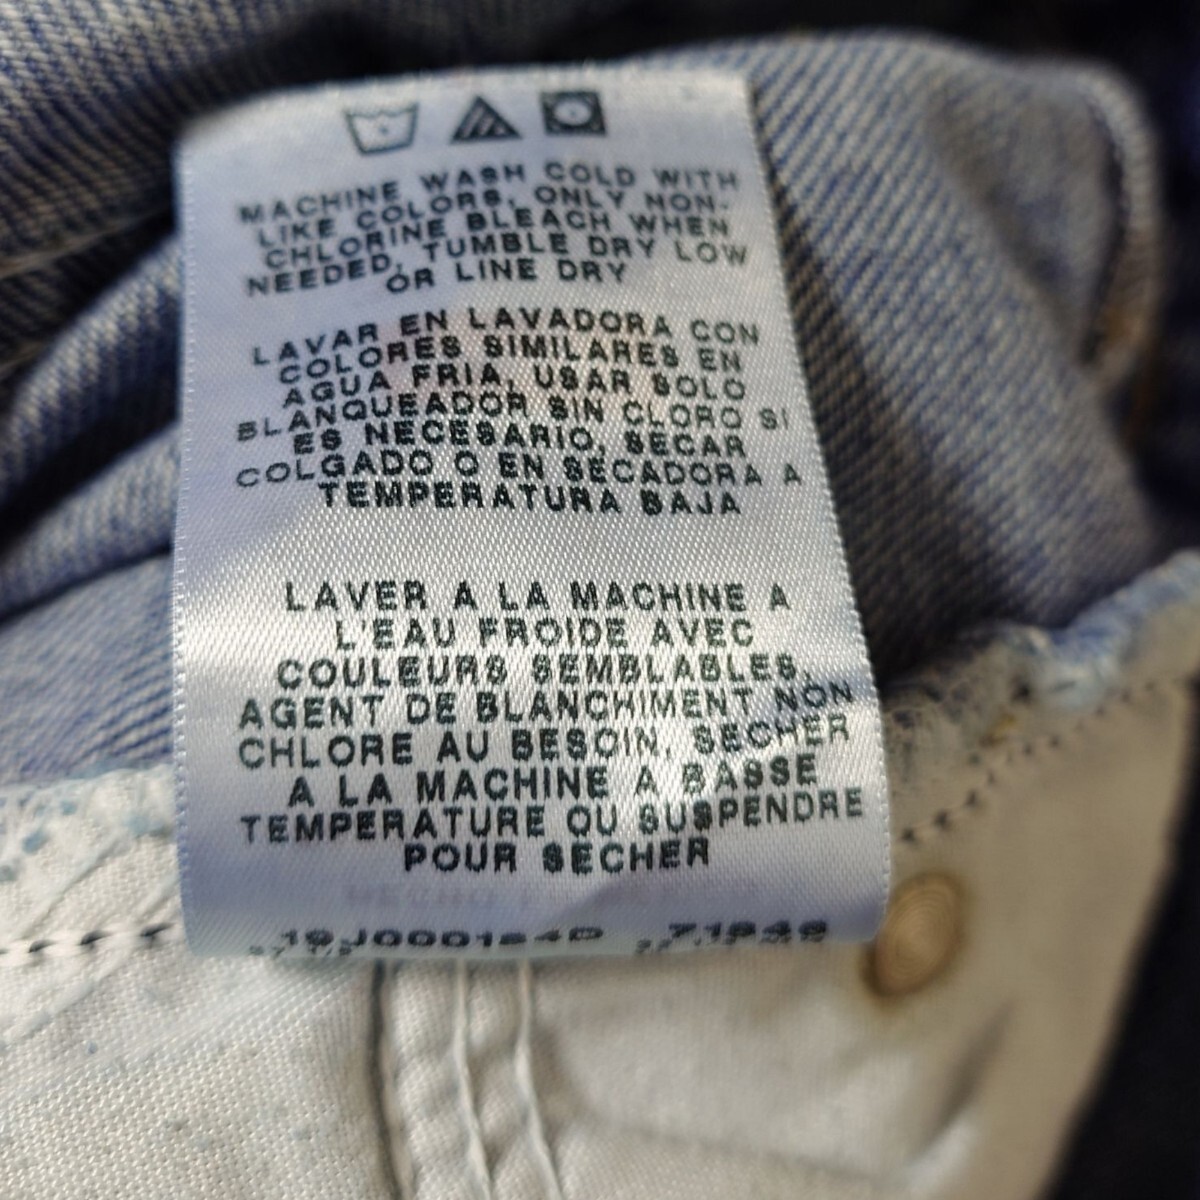 MACHINE WASH COLD WITH
LIKE COLORS, ONLY NON-
CHLORINE BLEACH WHEN
NEEDED, TUMBLE DRY LOW
OR LINE DRY
LAVAR EN LAVADORA CON
COLORES SIMILARES EN
AGUA FRIA, USAR SOLO
BLANQUEADOR SIN CLORO SI
ES NECESARIO, SECAR
COLGADO O EN SECADORA A
TEMPERATURA BAJA
LAVER A LA MACHINE A
L'EAU FROIDE AVEC
COULEURS SEMBLABLES,
AGENT DE BLANCHIMENT NON
CHLORE AU BESOIN, SECHER
A LA MACHINE A BASSE
TEMPERATURE OU SUSPENDRE
POUR SECHER